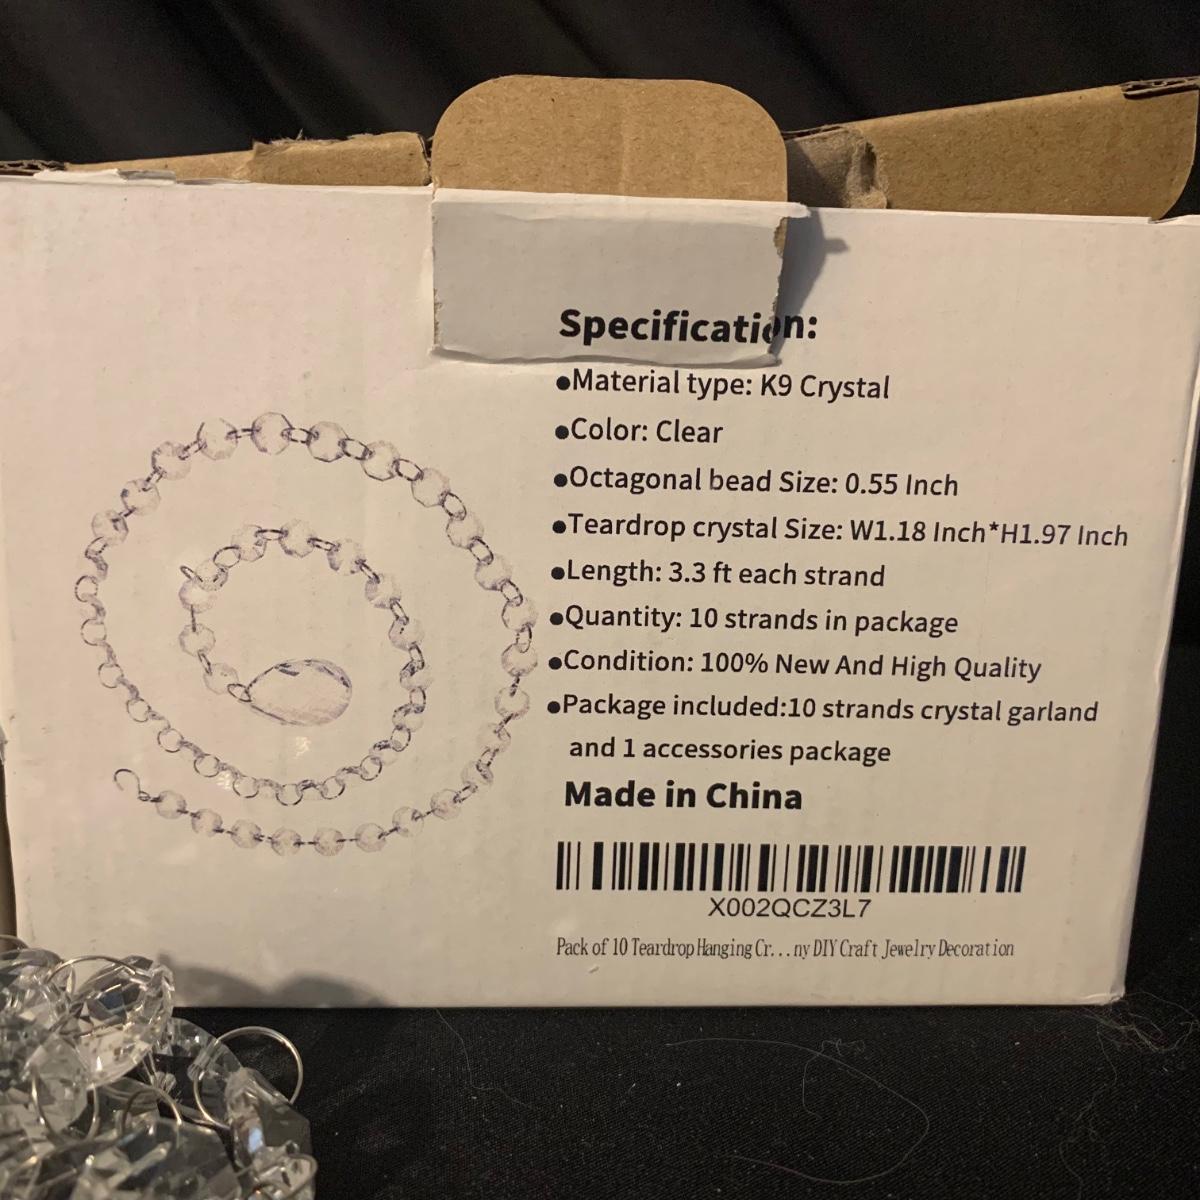 Specification:
●Material type: K9 Crystal
●Color: Clear
●Octagonal bead Size: 0.55 Inch
●Teardrop crystal Size: W1.18 Inch*H1.97 Inch
●Length: 3.3 ft each strand
●Quantity: 10 strands in package
●Condition: 100% New And High Quality
●Package included:10 strands crystal garland
and 1 accessories package
Made in China
X002QCZ3L7
Pack of 10 Teardrop Hanging Cr...ny DIY Craft Jewelry Decoration